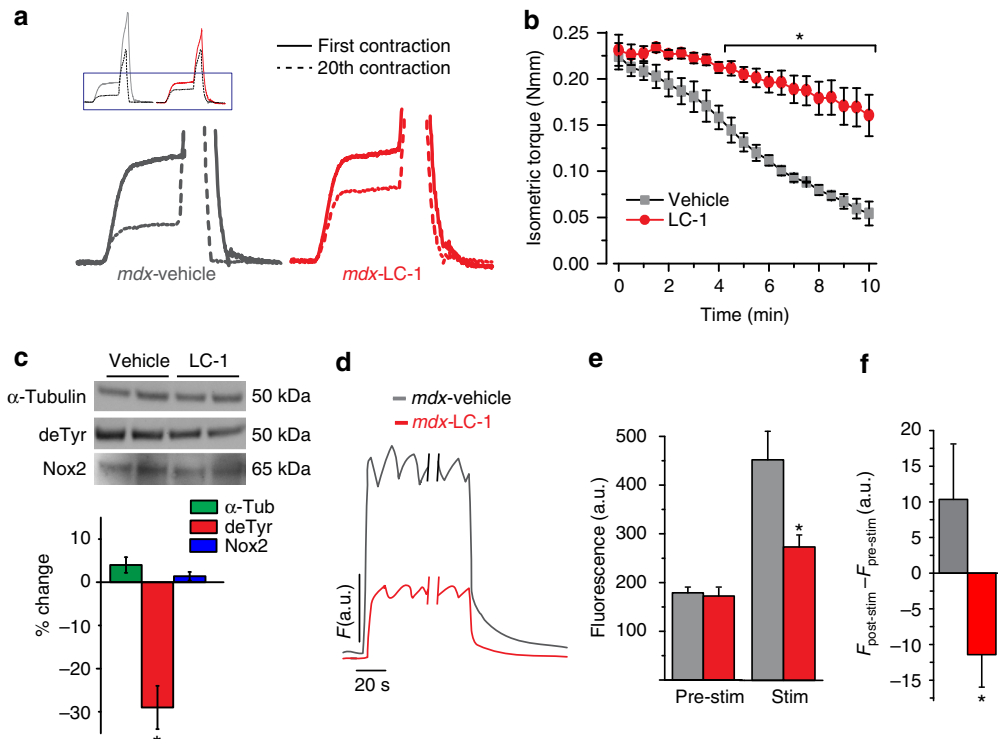 a
First contraction
20th contraction
mdx-vehicle
mdx-LC-1
b
Isometric torque (Nmm)
0.25
0.20
0.15
0.10
0.05
0.00
*
Vehicle
LC-1
0 2 4 6 8 10
Time (min)
c
Vehicle LC-1
α-Tubulin 50 kDa
deTyr 50 kDa
Nox2 65 kDa
α-Tub
deTyr
Nox2
% change
10
0
−10
−20
−30
*
d
mdx-vehicle
mdx-LC-1
F(a.u.)
20 s
e
Fluorescence (a.u.)
500
400
300
200
100
*
Pre-stim Stim
f
Fpost-stim −Fpre-stim (a.u.)
20
15
10
5
0
−5
−10
−15
*